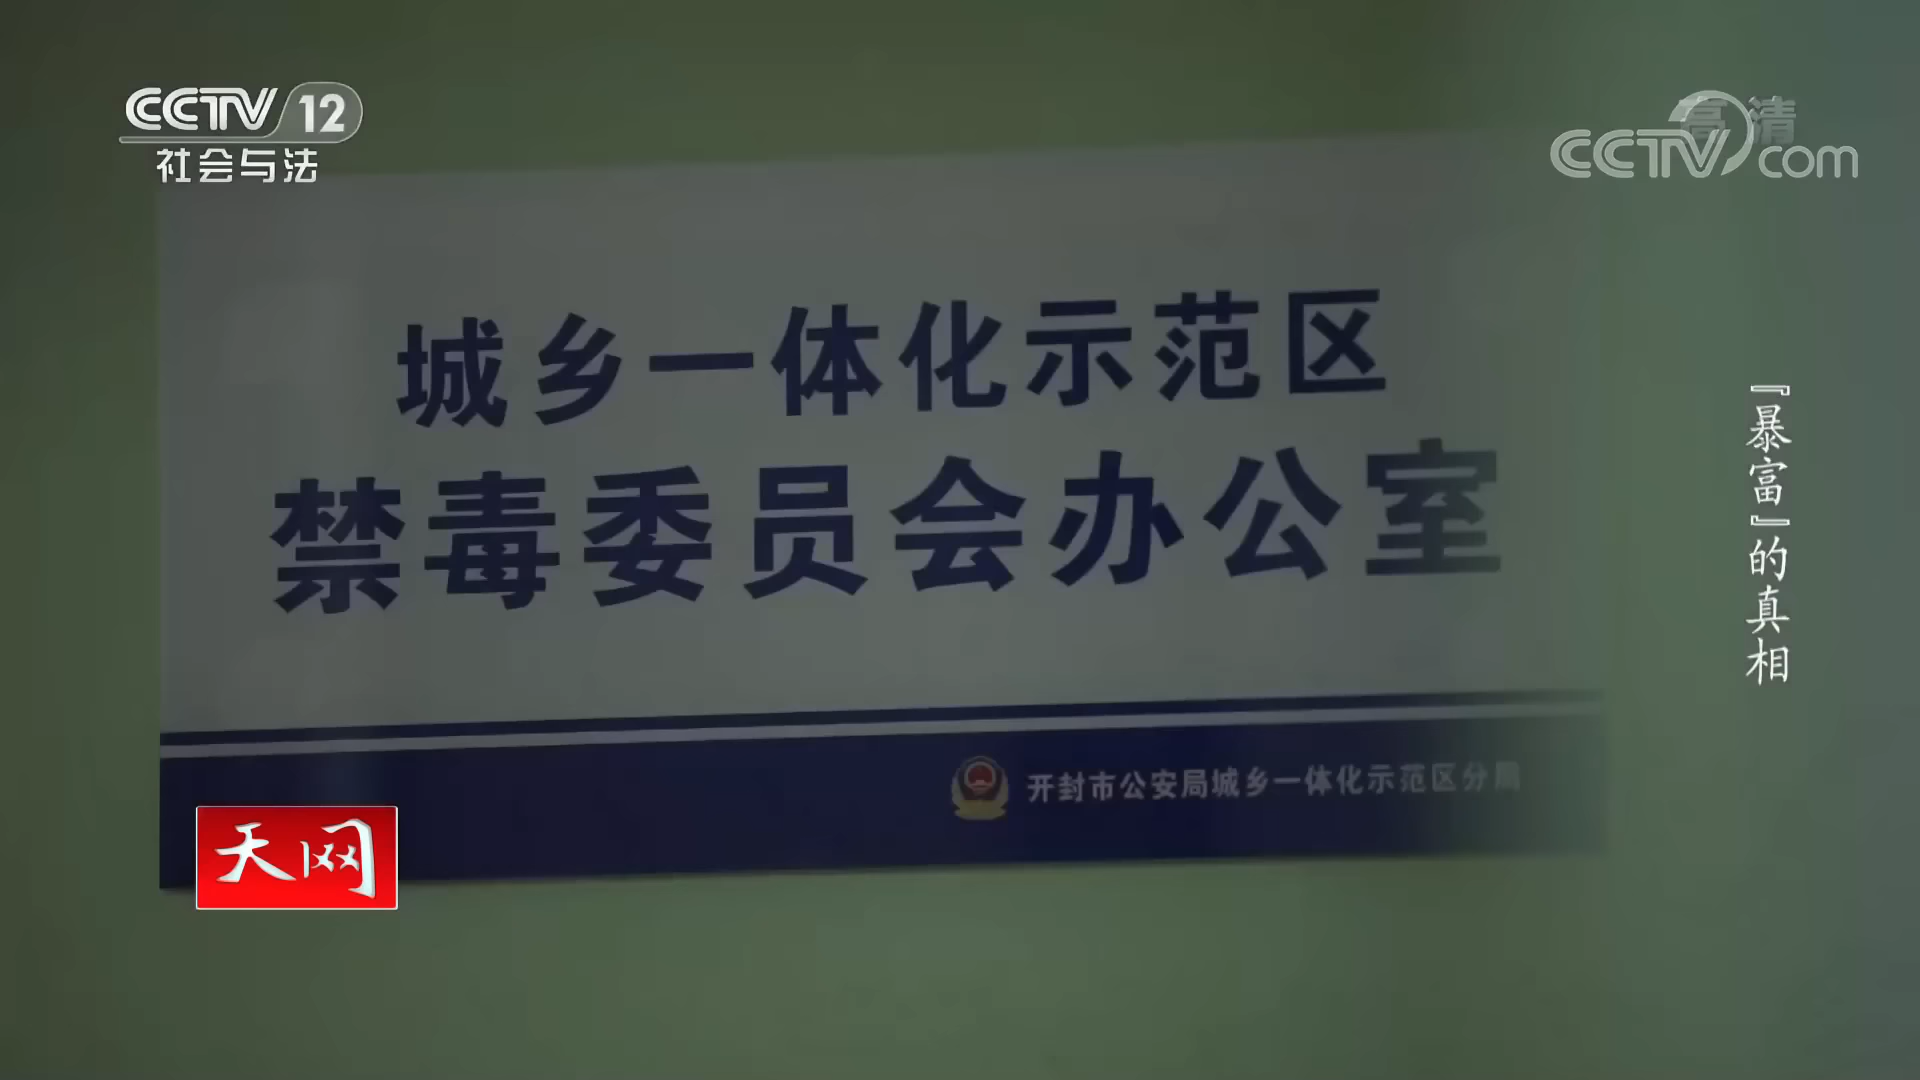 CCTV 12
社会与法
高清
CCTV.com
城乡一体化示范区
禁毒委员会办公室
『暴富』的真相
开封市公安局城乡一体化示范区分局
天网